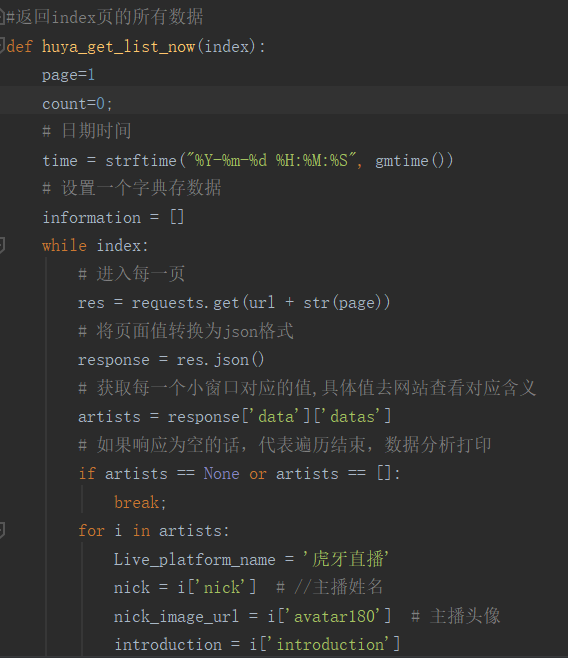 #返回index页的所有数据
def huya_get_list_now(index):
    page=1
    count=0;
    # 日期时间
    time = strftime("%Y-%m-%d %H:%M:%S", gmtime())
    # 设置一个字典存数据
    information = []
    while index:
        # 进入每一页
        res = requests.get(url + str(page))
        # 将页面值转换为json格式
        response = res.json()
        # 获取每一个小窗口对应的值,具体值去网站查看对应含义
        artists = response['data']['datas']
        # 如果响应为空的话，代表遍历结束，数据分析打印
        if artists == None or artists == []:
            break;
        for i in artists:
            Live_platform_name = '虎牙直播'
            nick = i['nick']  # //主播姓名
            nick_image_url = i['avatar180']  # 主播头像
            introduction = i['introduction']